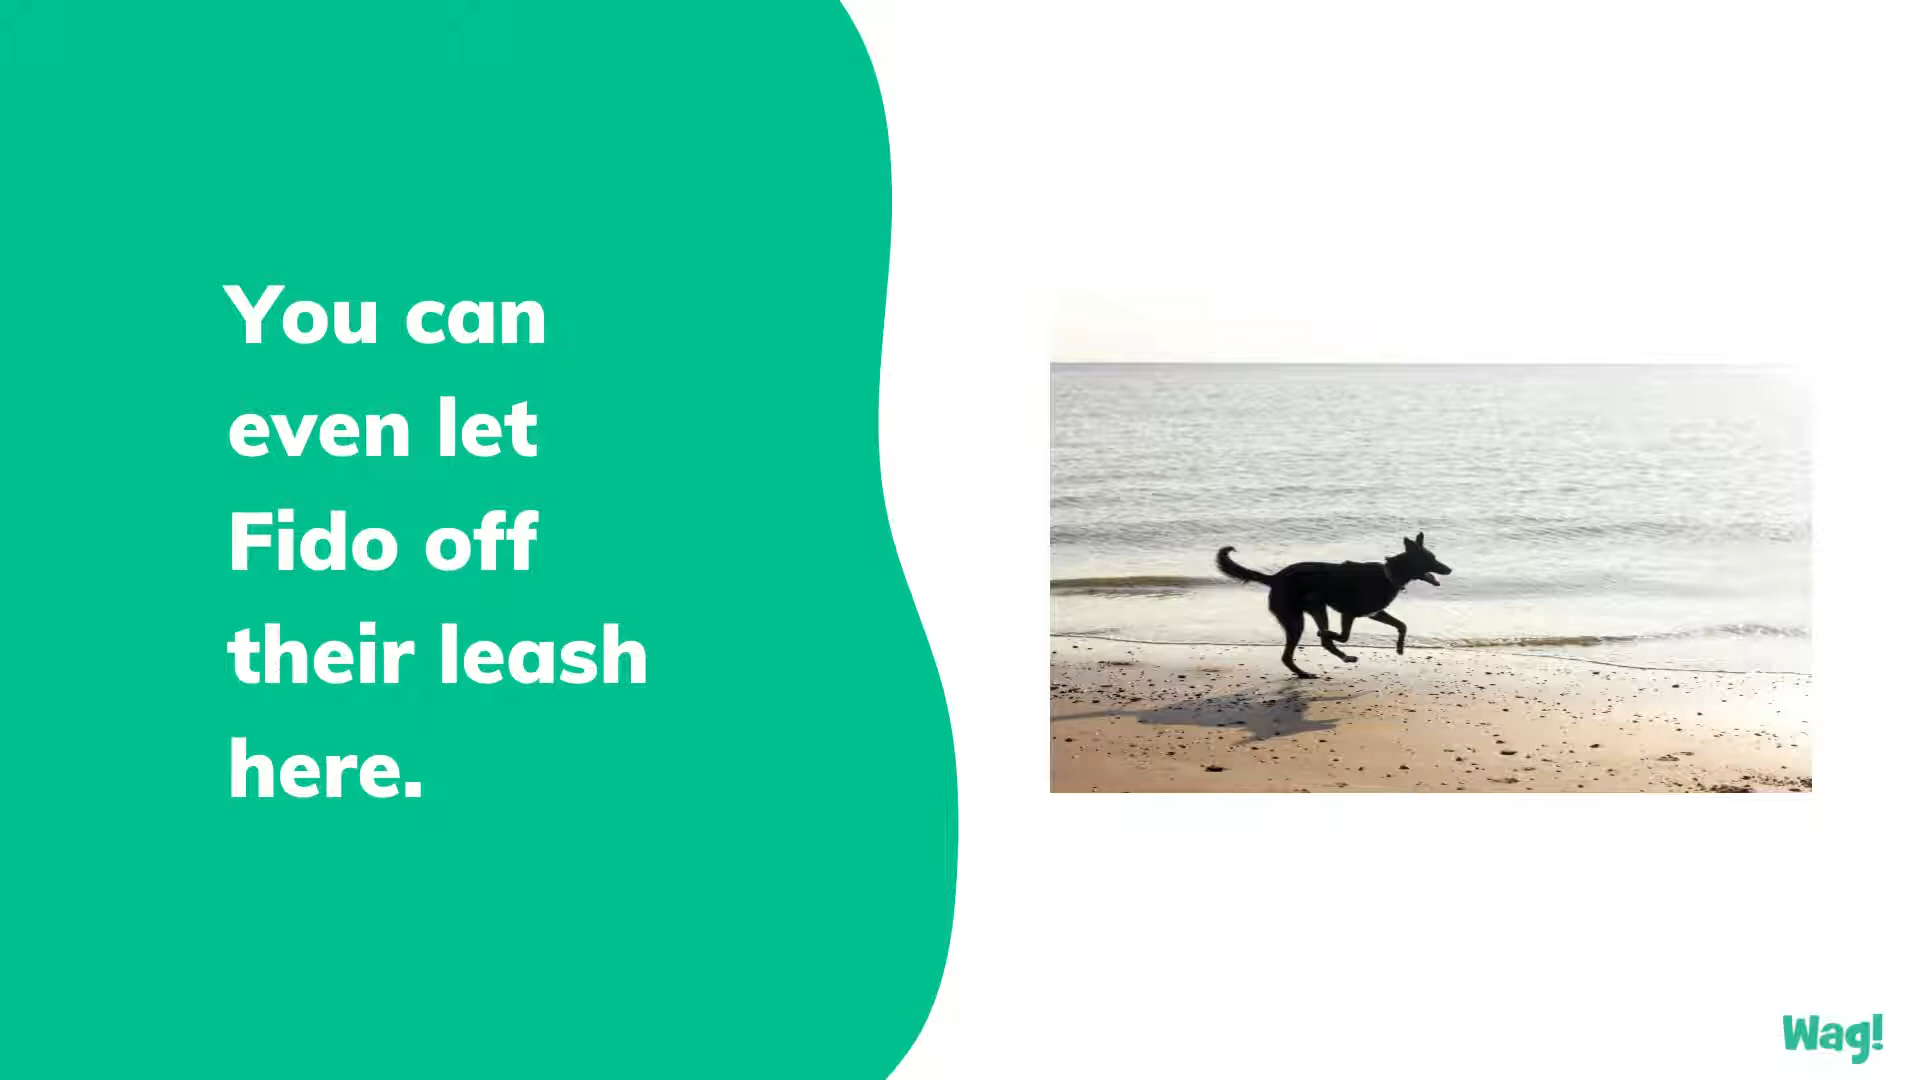 You can
even let
Fido off
their leash
here.
Wag!